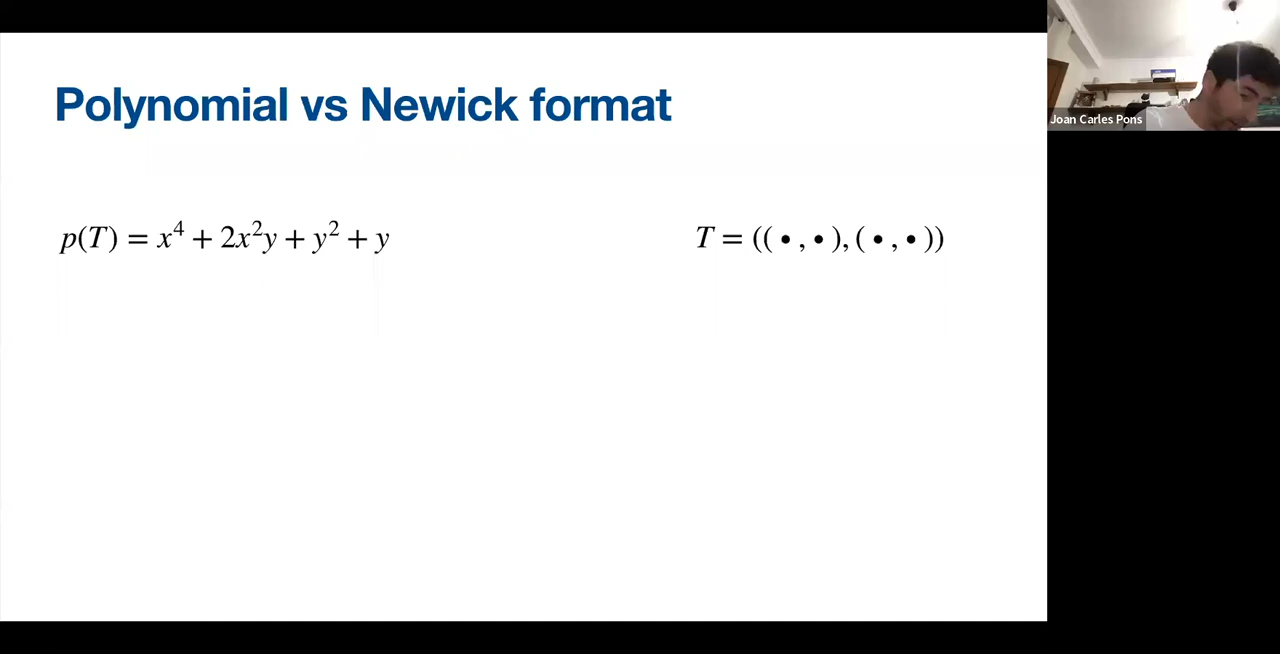 Polynomial vs Newick format
p(T) = x⁴ + 2x²y + y² + y
T = (( • , • ), ( • , • ))
Joan Carles Pons